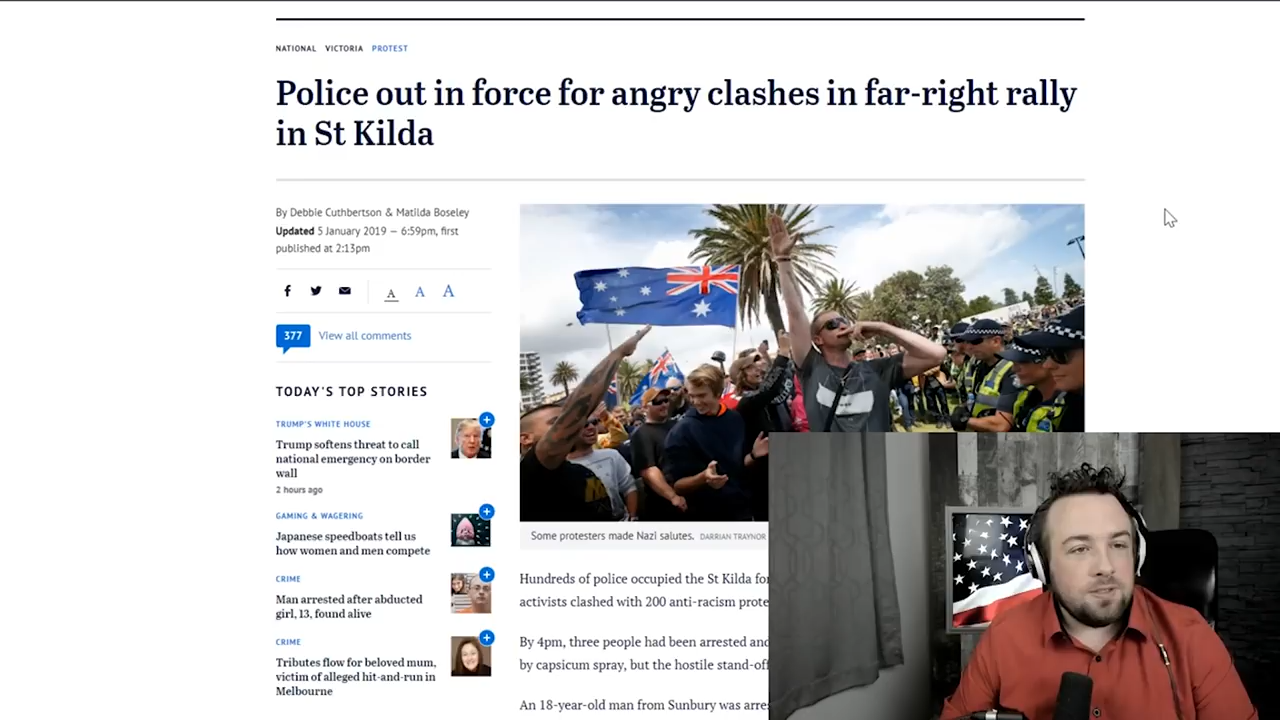 NATIONAL VICTORIA PROTEST
Police out in force for angry clashes in far-right rally
in St Kilda
By Debbie Cuthbertson & Matilda Boseley
Updated 5 January 2019 — 6:59pm, first
published at 2:13pm
A A A
377 View all comments
TODAY'S TOP STORIES
TRUMP'S WHITE HOUSE
Trump softens threat to call
national emergency on border
wall
2 hours ago
GAMING & WAGERING
Japanese speedboats tell us
how women and men compete
CRIME
Man arrested after abducted
girl, 13, found alive
CRIME
Tributes flow for beloved mum,
victim of alleged hit-and-run in
Melbourne
Some protesters made Nazi salutes. DARRIAN TRAYNOR
Hundreds of police occupied the St Kilda
activists clashed with 200 anti-racism
By 4pm, three people had been arrested
by capsicum spray, but the hostile
An 18-year-old man from Sunbury was